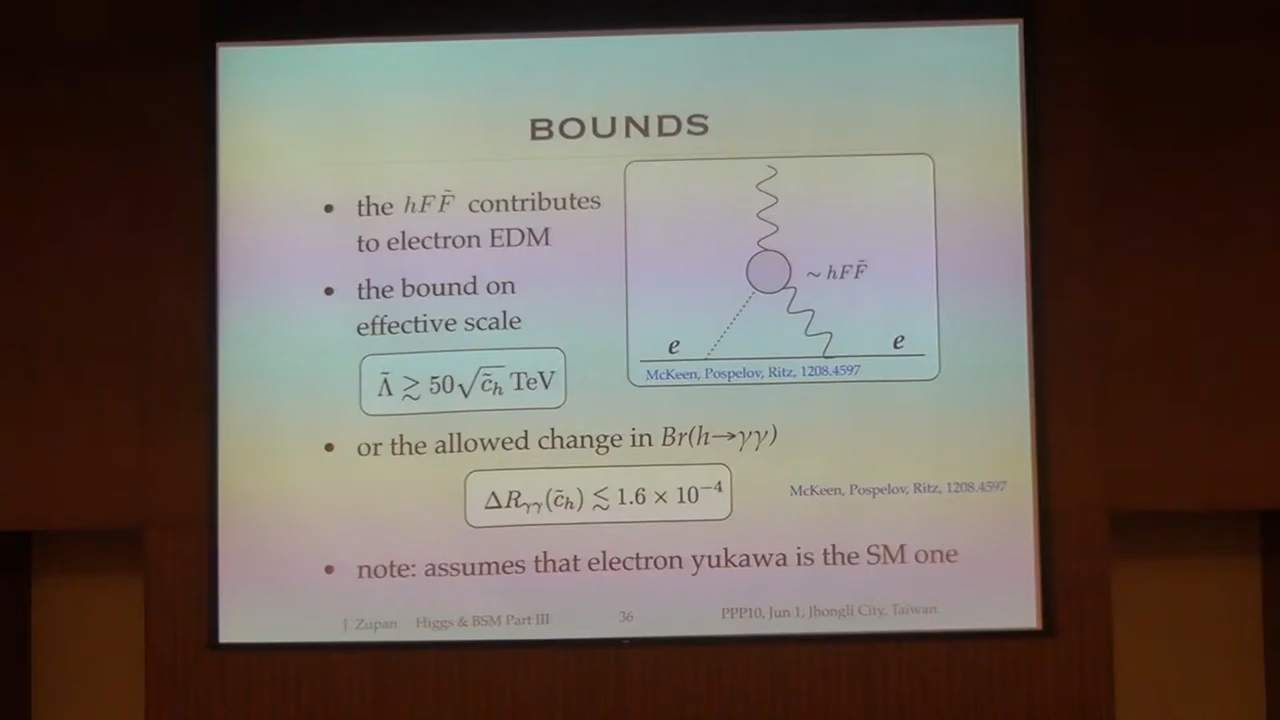 BOUNDS
• the hFF̃ contributes
to electron EDM
• the bound on
effective scale
Λ̃ ≳ 50√c̃ₕ TeV
~ hFF̃
e
e
McKeen, Pospelov, Ritz, 1208.4597
• or the allowed change in Br(h→γγ)
ΔRγγ(c̃ₕ) ≲ 1.6 × 10⁻⁴
McKeen, Pospelov, Ritz, 1208.4597
• note: assumes that electron yukawa is the SM one
J Zupan Higgs & BSM Part III 36 PPP10, Jun 1, Jhongli City, Taiwan